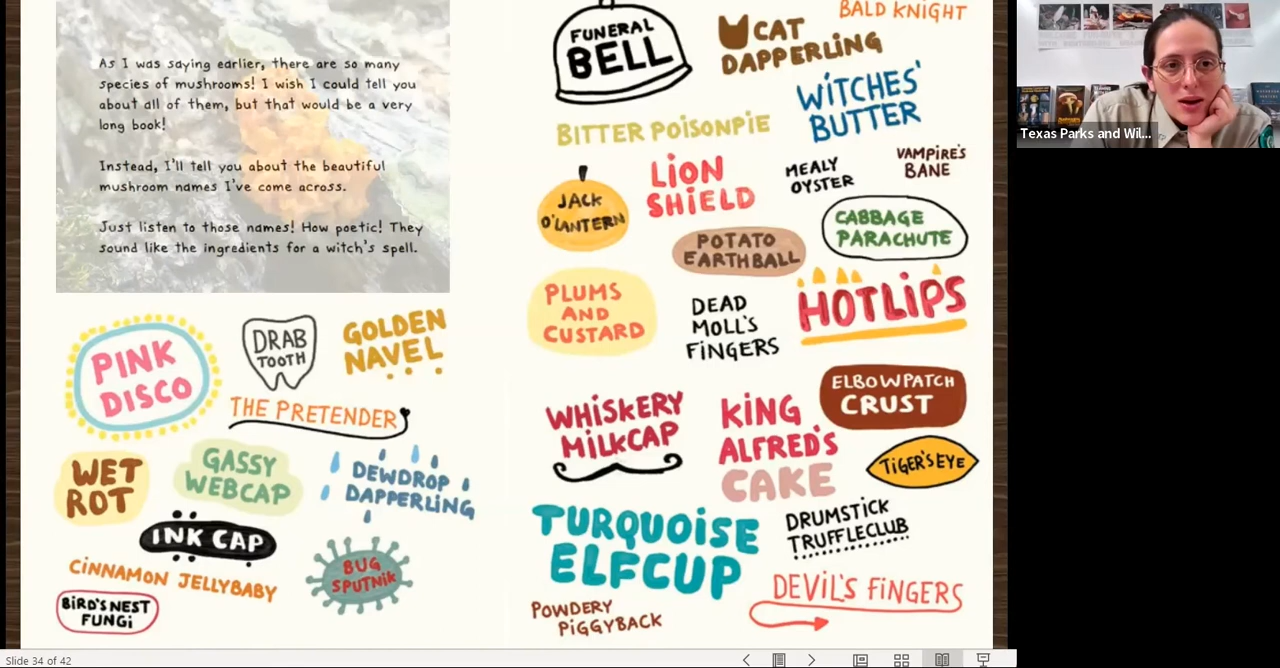 As I was saying earlier, there are so many
species of mushrooms! I wish I could tell you
about all of them, but that would be a very
long book!
Instead, I'll tell you about the beautiful
mushroom names I've come across.
Just listen to those names! How poetic! They
sound like the ingredients for a witch's spell.
PINK
DISCO
DRAB
TOOTH
GOLDEN
NAVEL
THE PRETENDER
WET
ROT
GASSY
WEBCAP
DEWDROP
DAPPERLING
INK CAP
CINNAMON JELLYBABY
BUG
SPUTNIK
BIRD'S NEST
FUNGI
FUNERAL
BELL
CAT
DAPPERLING
BALD KNIGHT
BITTER POISONPIE
WITCHES'
BUTTER
JACK
O'LANTERN
LION
SHIELD
MEALY
OYSTER
VAMPIRE'S
BANE
POTATO
EARTHBALL
CABBAGE
PARACHUTE
PLUMS
AND
CUSTARD
DEAD
MOLL'S
FINGERS
HOTLIPS
WHISKERY
MILKCAP
KING
ALFRED'S
CAKE
ELBOWPATCH
CRUST
TIGER'S EYE
TURQUOISE
ELFCUP
DRUMSTICK
TRUFFLECLUB
POWDERY
PIGGYBACK
DEVIL'S FINGERS
Texas Parks and Wil...
Slide 34 of 42